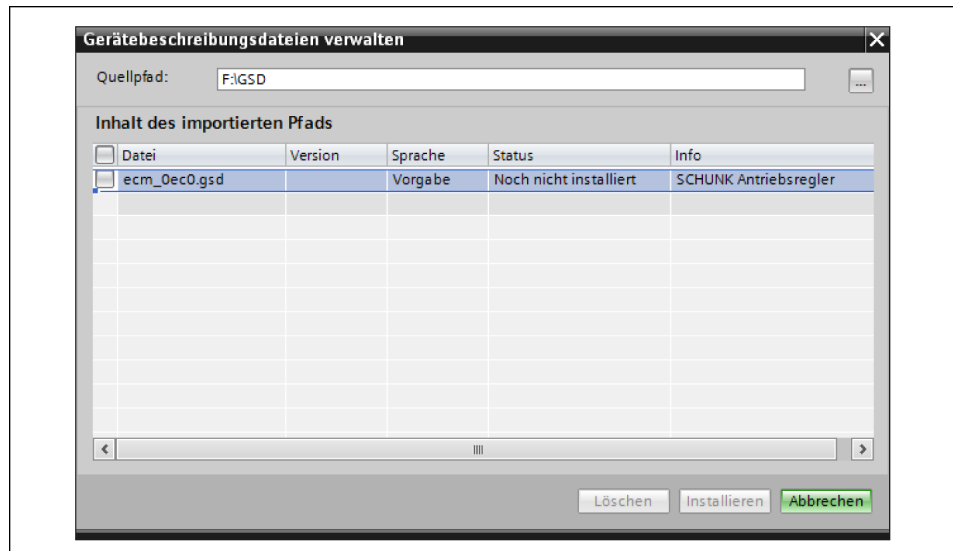 Gerätebeschreibungsdateien verwalten
Quellpfad: F:\GSD ...
Inhalt des importierten Pfads
Datei Version Sprache Status Info
ecm_0ec0.gsd Vorgabe Noch nicht installiert SCHUNK Antriebsregler
Löschen Installieren Abbrechen